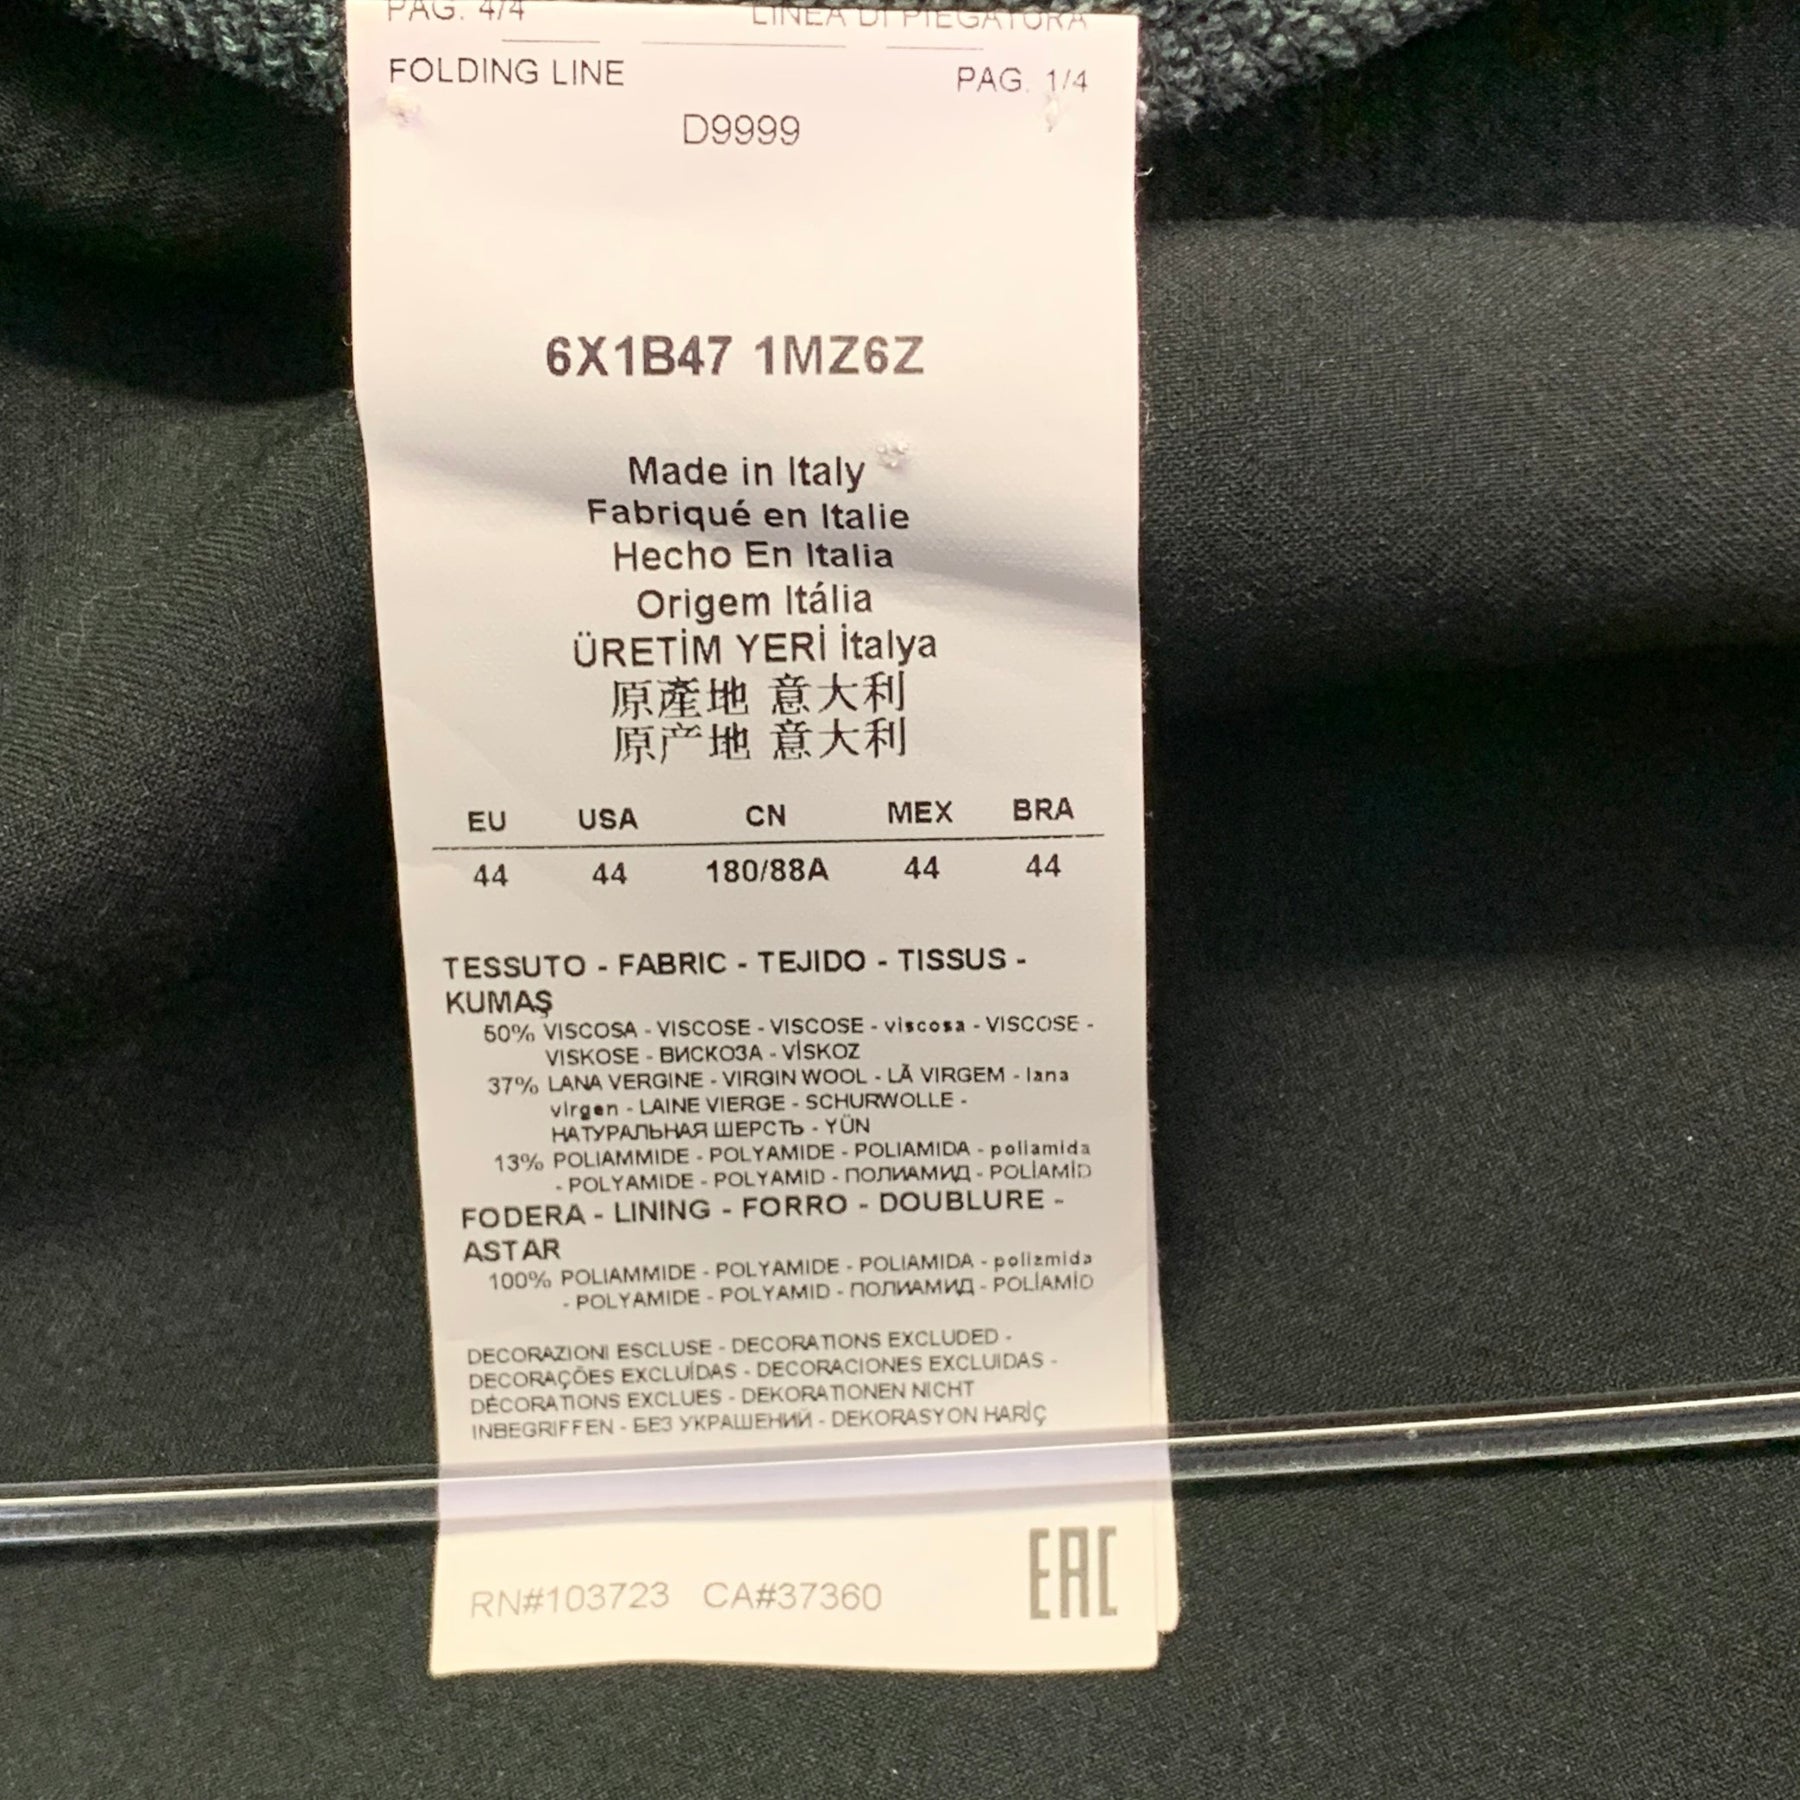 PAG. 4/4 LINEA DI PIEGATURA
FOLDING LINE PAG. 1/4
D9999
6X1B47 1MZ6Z
Made in Italy
Fabriqué en Italie
Hecho En Italia
Origem Itália
ÜRETİM YERİ İtalya
原產地 意大利
原产地 意大利
EU USA CN MEX BRA
44 44 180/88A 44 44
TESSUTO - FABRIC - TEJIDO - TISSUS -
KUMAŞ
50% VISCOSA - VISCOSE - VISCOSE - viscosa - VISCOSE -
VISKOSE - ВИСКОЗА - VİSKOZ
37% LANA VERGINE - VIRGIN WOOL - LÃ VIRGEM - lana
virgen - LAINE VIERGE - SCHURWOLLE -
НАТУРАЛЬНАЯ ШЕРСТЬ - YÜN
13% POLIAMMIDE - POLYAMIDE - POLIAMIDA - poliamida
- POLYAMIDE - POLYAMID - ПОЛИАМИД - POLİAMİD
FODERA - LINING - FORRO - DOUBLURE -
ASTAR
100% POLIAMMIDE - POLYAMIDE - POLIAMIDA - poliamida
- POLYAMIDE - POLYAMID - ПОЛИАМИД - POLİAMİD
DECORAZIONI ESCLUSE - DECORATIONS EXCLUDED -
DECORAÇÕES EXCLUÍDAS - DECORACIONES EXCLUIDAS -
DÉCORATIONS EXCLUES - DEKORATIONEN NICHT
INBEGRIFFEN - БЕЗ УКРАШЕНИЙ - DEKORASYON HARİÇ
RN#103723 CA#37360 EAC